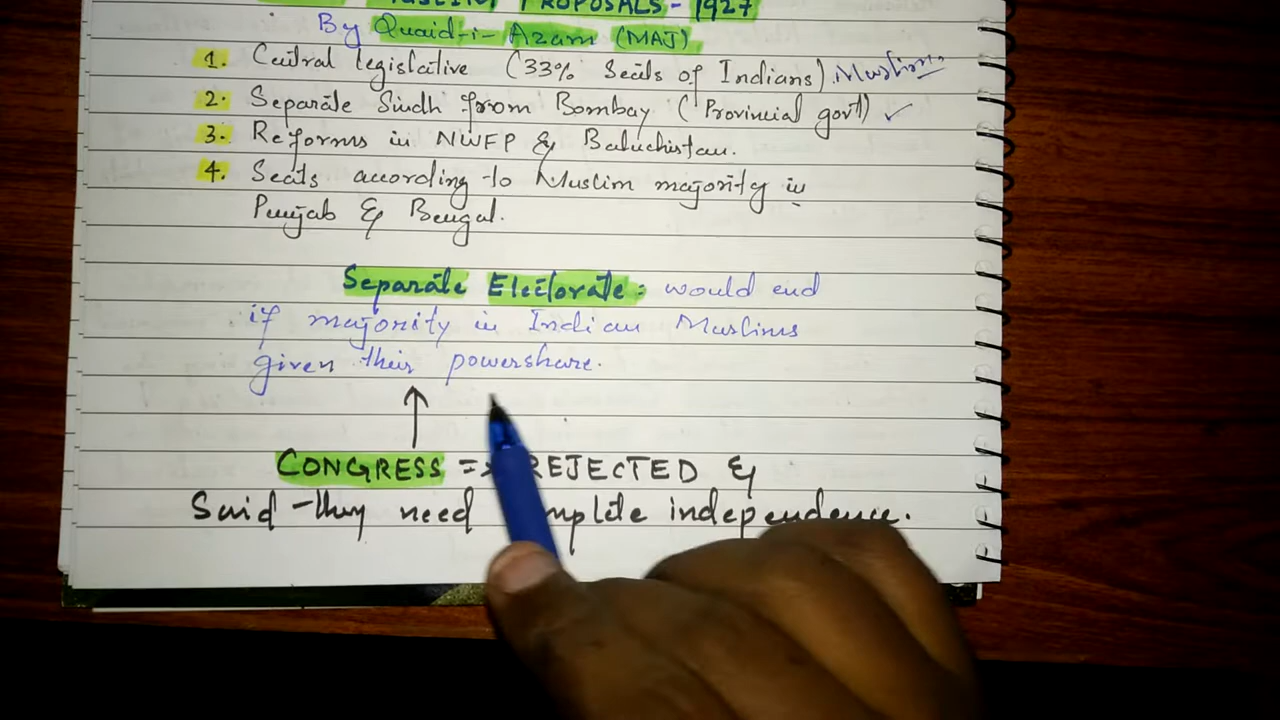 PROPOSALS - 1927
By Quaid-i-Azam (MAJ)
1. Central legislative (33% Seats of Indians). Muslims
2. Separate Sindh from Bombay (Provincial govt) ✓
3. Reforms in NWFP & Baluchistan.
4. Seats according to Muslim majority in
Punjab & Bengal.
Separate Electorate: would end
if majority in Indian Muslims
given their powershare.
↑
CONGRESS => REJECTED &
Said they need independence.